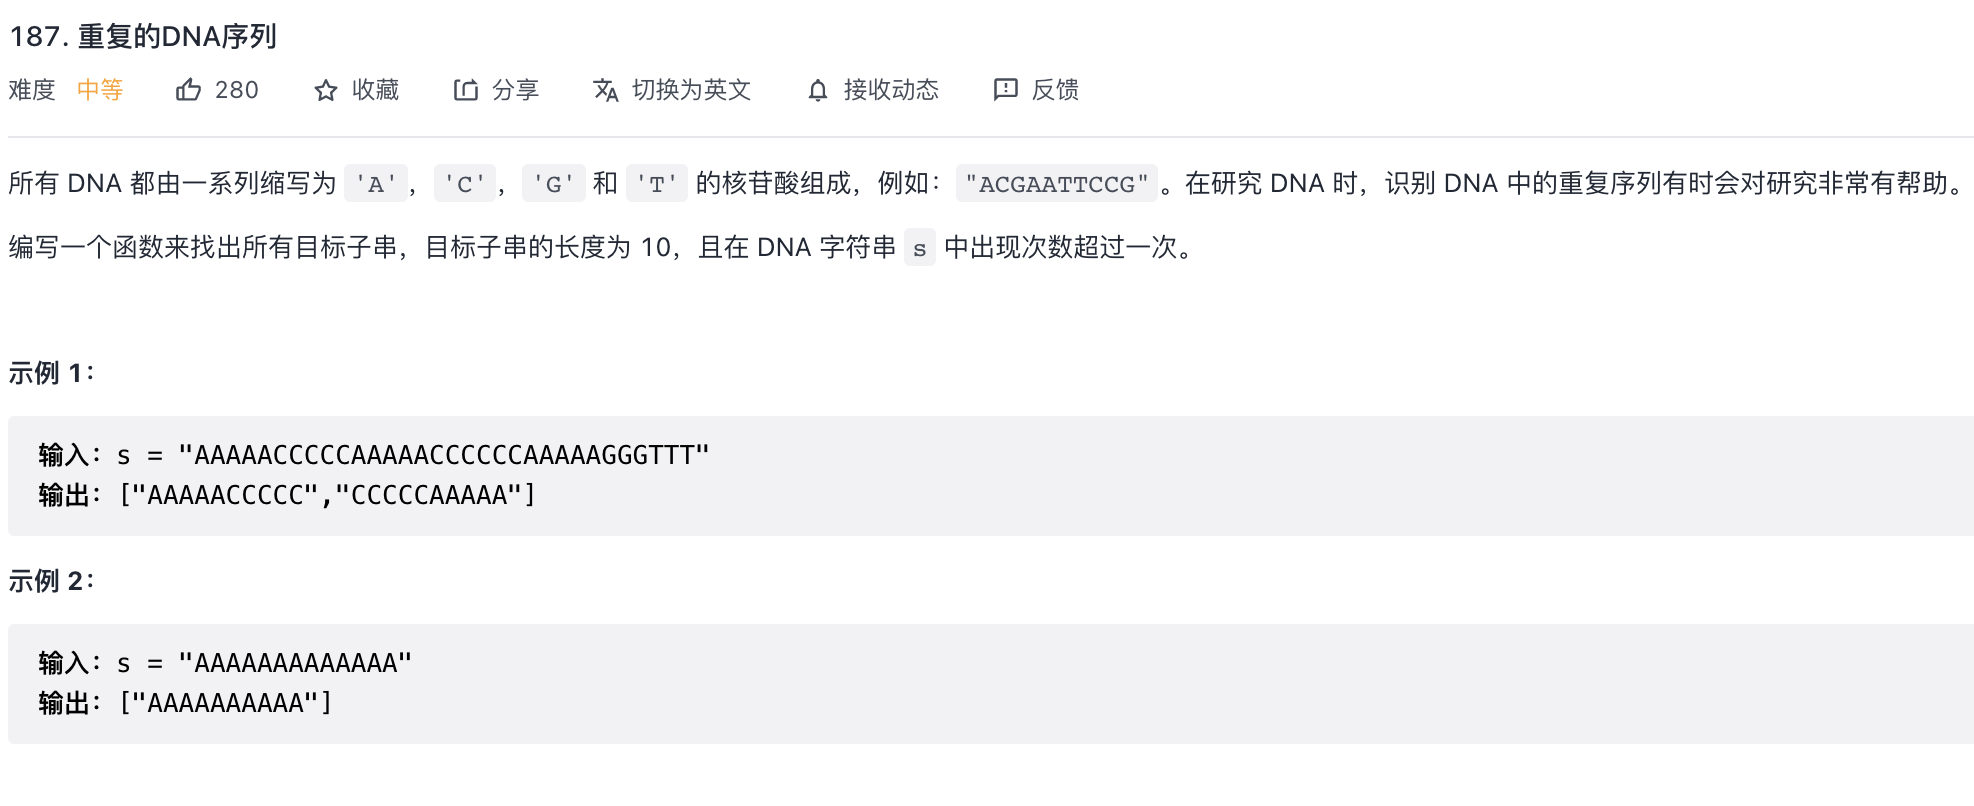 187. 重复的DNA序列
难度 中等 280 收藏 分享 切换为英文 接收动态 反馈
所有 DNA 都由一系列缩写为 'A'，'C'，'G' 和 'T' 的核苷酸组成，例如："ACGAATTCCG"。在研究 DNA 时，识别 DNA 中的重复序列有时会对研究非常有帮助。
编写一个函数来找出所有目标子串，目标子串的长度为 10，且在 DNA 字符串 s 中出现次数超过一次。
示例 1：
输入：s = "AAAAACCCCCAAAAACCCCCCAAAAAGGGTTT"
输出：["AAAAACCCCC","CCCCCAAAAA"]
示例 2：
输入：s = "AAAAAAAAAAAAA"
输出：["AAAAAAAAAA"]